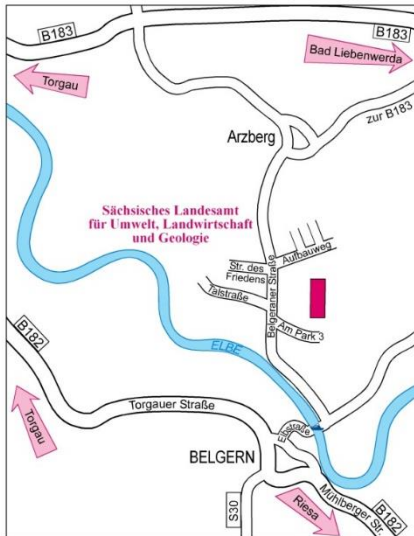 B183
B183
Torgau
Bad Liebenwerda
zur B183
Arzberg
Sächsisches Landesamt
für Umwelt, Landwirtschaft
und Geologie
Aufbauweg
Str. des
Friedens
Talstraße
Belgeraner Straße
Am Park 3
ELBE
B182
Torgau
Torgauer Straße
Elbstraße
BELGERN
Mühlberger Str.
B182
S30
Riesa